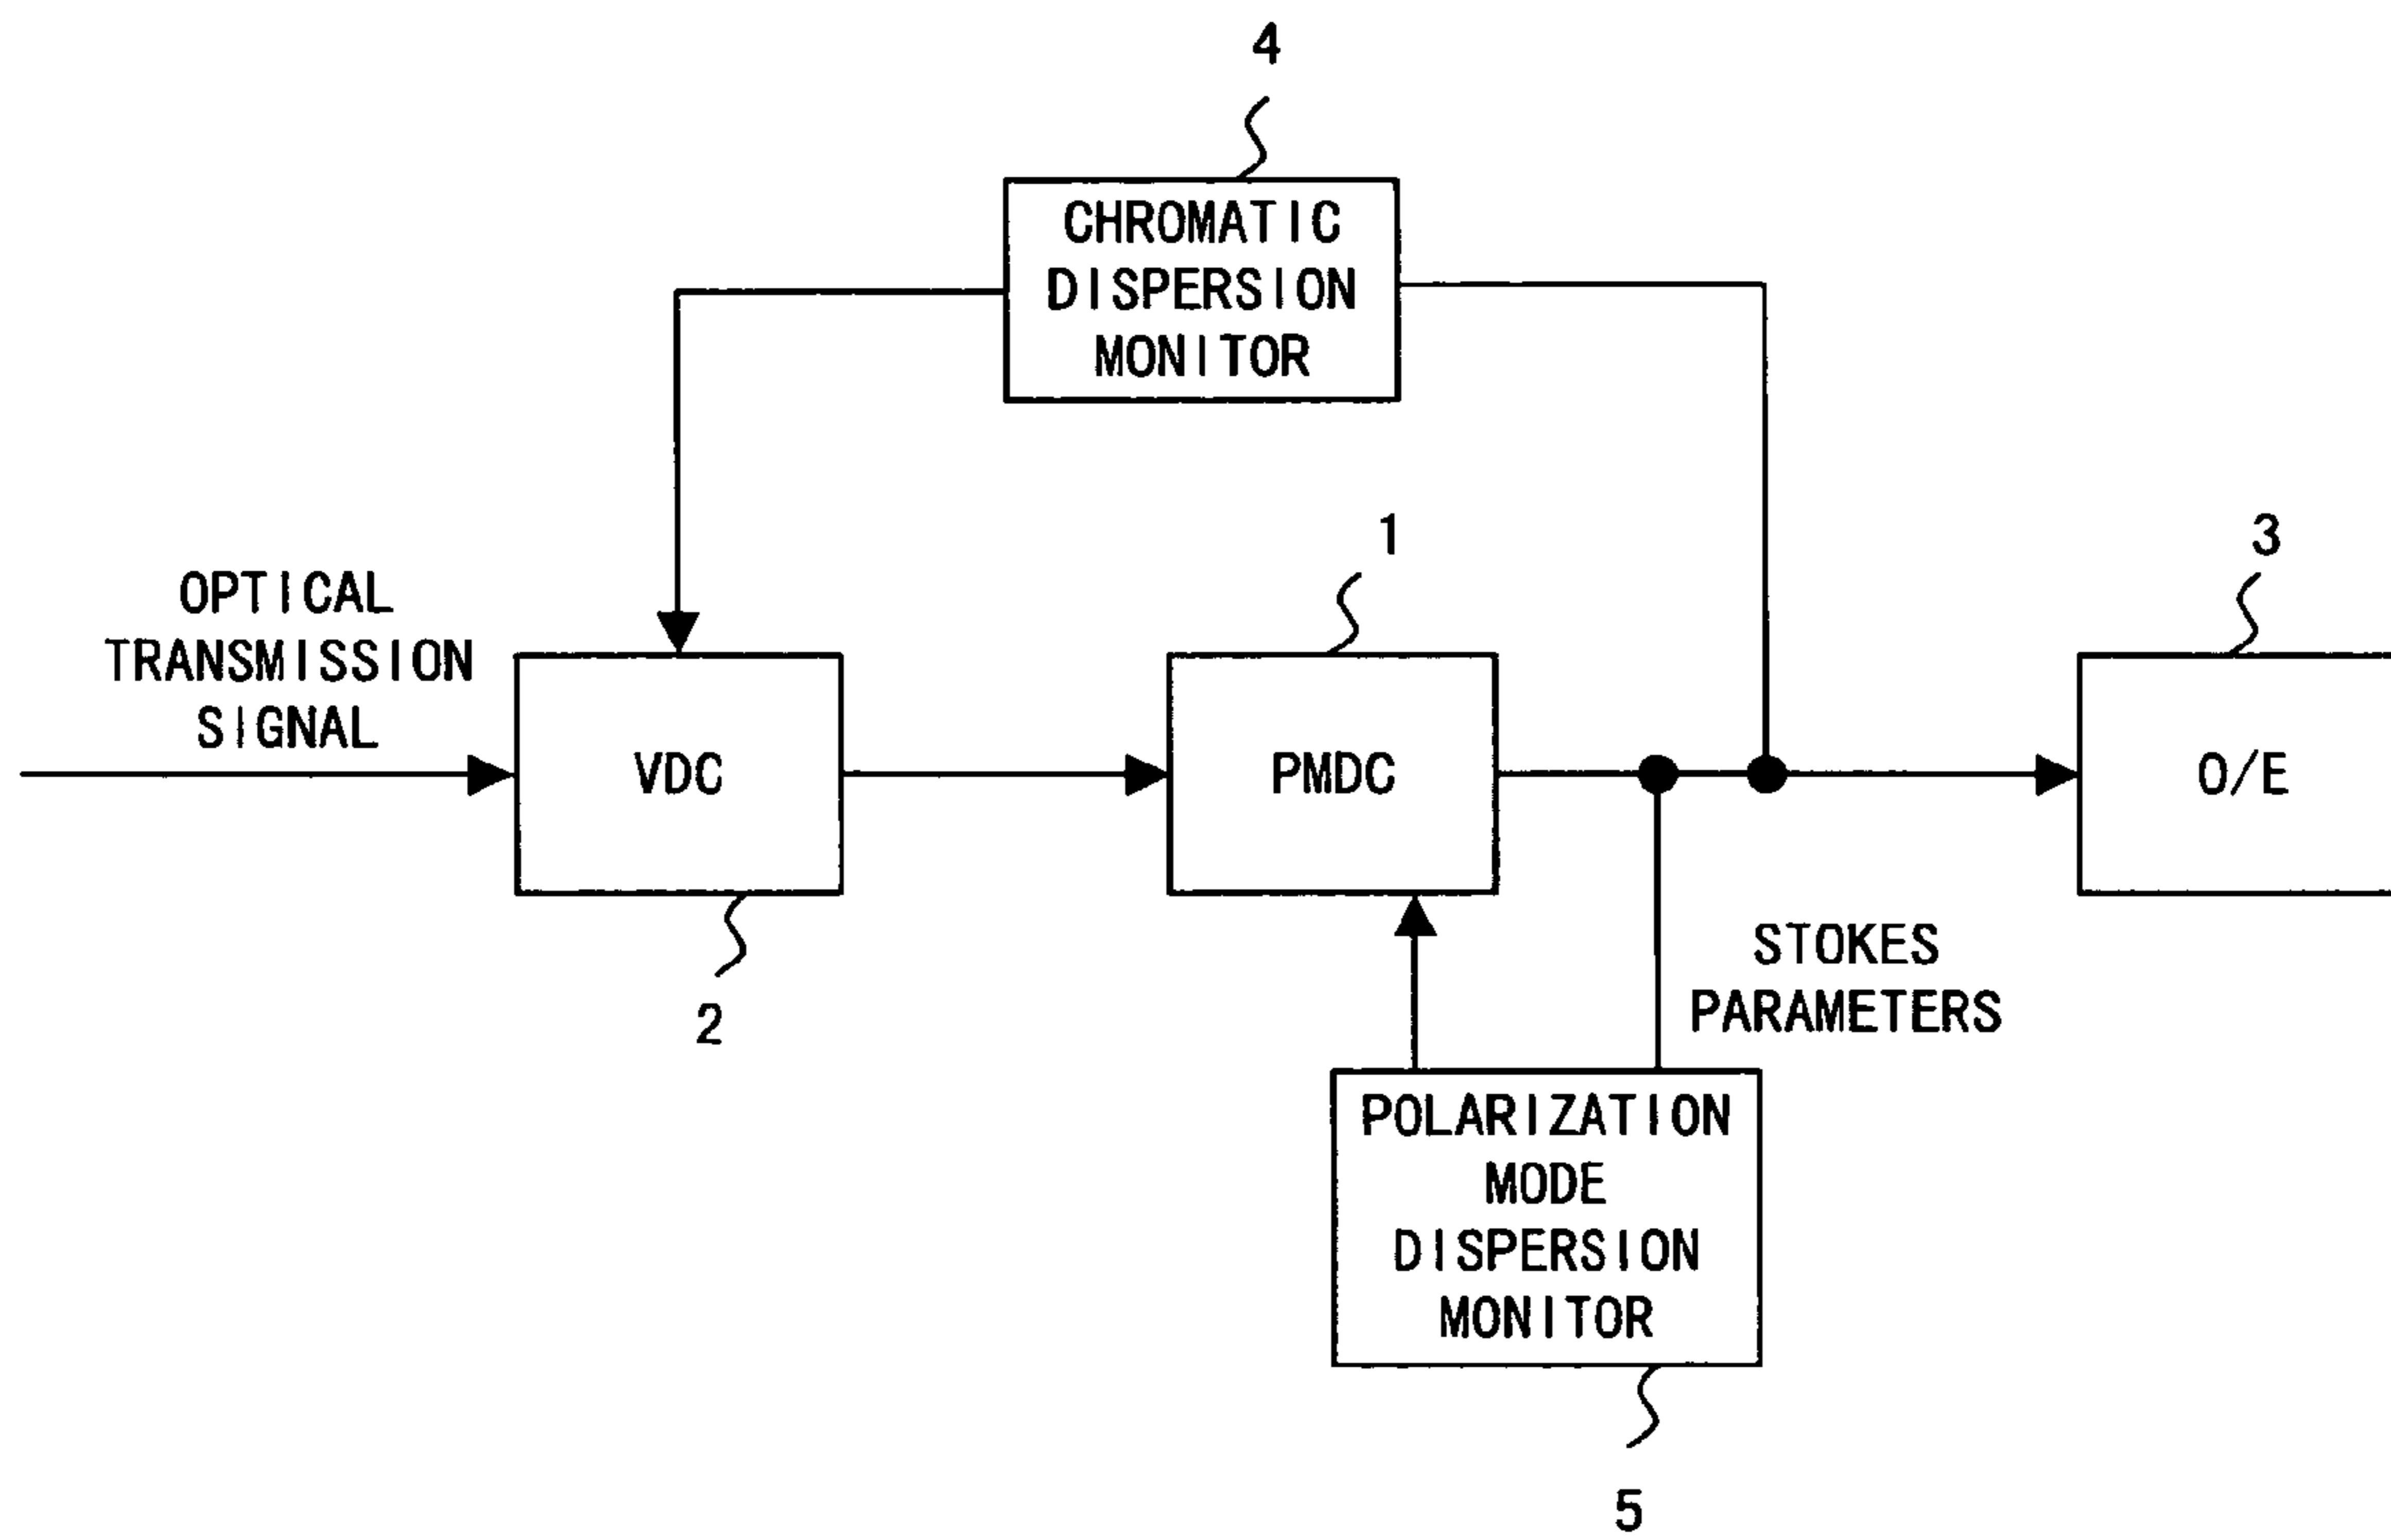 4
CHROMATIC
DISPERSION
MONITOR
1
3
OPTICAL
TRANSMISSION
SIGNAL
VDC
PMDC
O/E
2
STOKES
PARAMETERS
POLARIZATION
MODE
DISPERSION
MONITOR
5